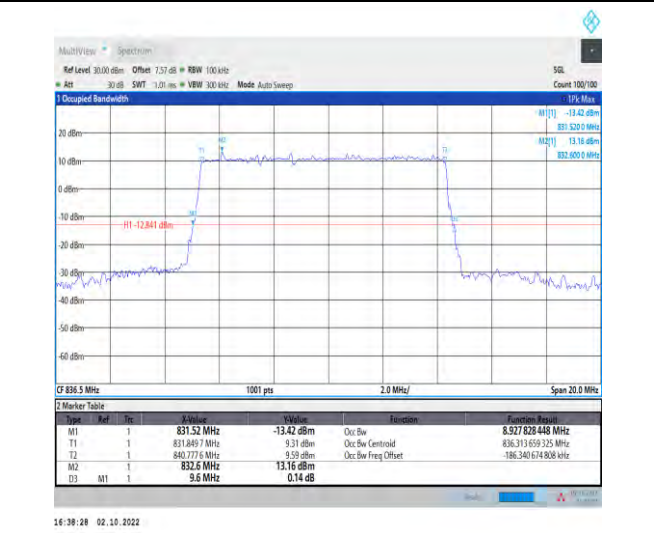 MultiView Spectrum
Ref Level 30.00 dBm Offset 7.57 dB RBW 100 kHz SGL
Att 30 dB SWT 1.01 ms VBW 300 kHz Mode Auto Sweep Count 100/100
1 Occupied Bandwidth 1Pk Max
M1[1] -13.42 dBm
831.5200 MHz
M2[1] 13.16 dBm
832.6000 MHz
20 dBm
M2
T1 T2
10 dBm
0 dBm
-10 dBm
M1
H1 -12.841 dBm
-20 dBm
-30 dBm
-40 dBm
-50 dBm
-60 dBm
CF 836.5 MHz 1001 pts 2.0 MHz/ Span 20.0 MHz
2 Marker Table
Type Ref Trc X-Value Y-Value Function Function Result
M1 1 831.52 MHz -13.42 dBm Occ Bw 8.927 828 448 MHz
T1 1 831.849 7 MHz 9.31 dBm Occ Bw Centroid 836.313 659 325 MHz
T2 1 840.777 6 MHz 9.59 dBm Occ Bw Freq Offset -186.340 674 808 kHz
M2 1 832.6 MHz 13.16 dBm
D3 M1 1 9.6 MHz 0.14 dB
16:38:28 02.10.2022